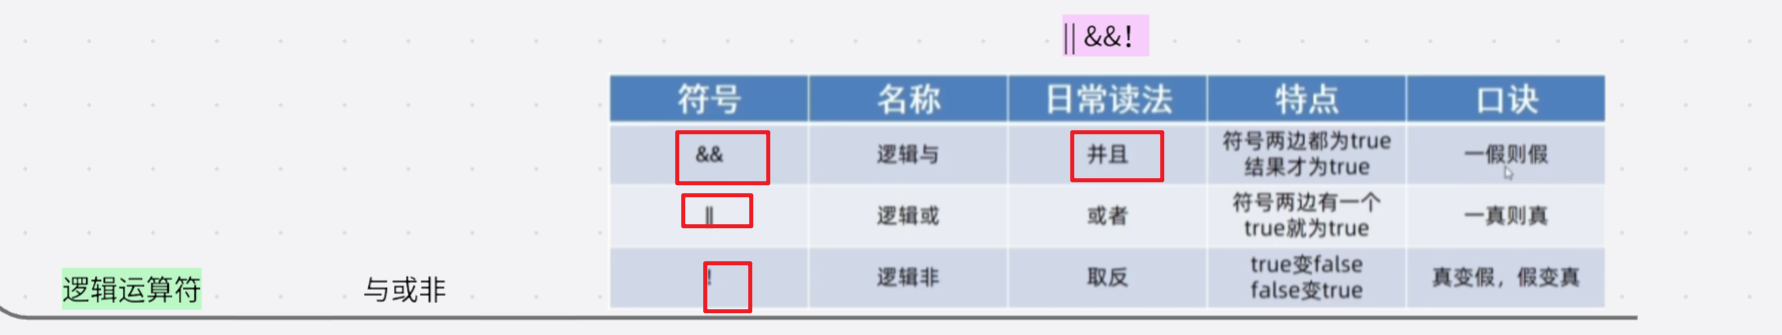 || &&!
符号 名称 日常读法 特点 口诀
&& 逻辑与 并且 符号两边都为true 一假则假
结果才为true
|| 逻辑或 或者 符号两边有一个 一真则真
true就为true
! 逻辑非 取反 true变false 真变假，假变真
false变true
逻辑运算符 与或非